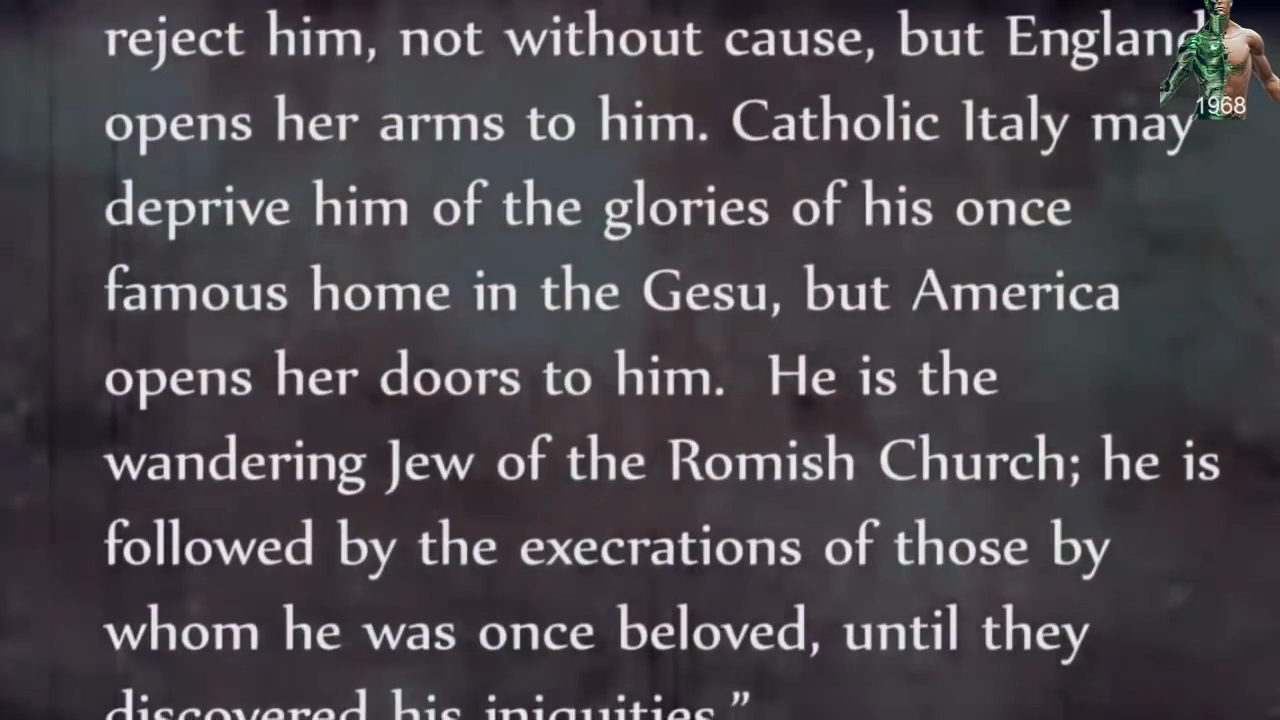 reject him, not without cause, but England
opens her arms to him. Catholic Italy may
deprive him of the glories of his once
famous home in the Gesu, but America
opens her doors to him. He is the
wandering Jew of the Romish Church; he is
followed by the execrations of those by
whom he was once beloved, until they
discovered his iniquities.”
1968